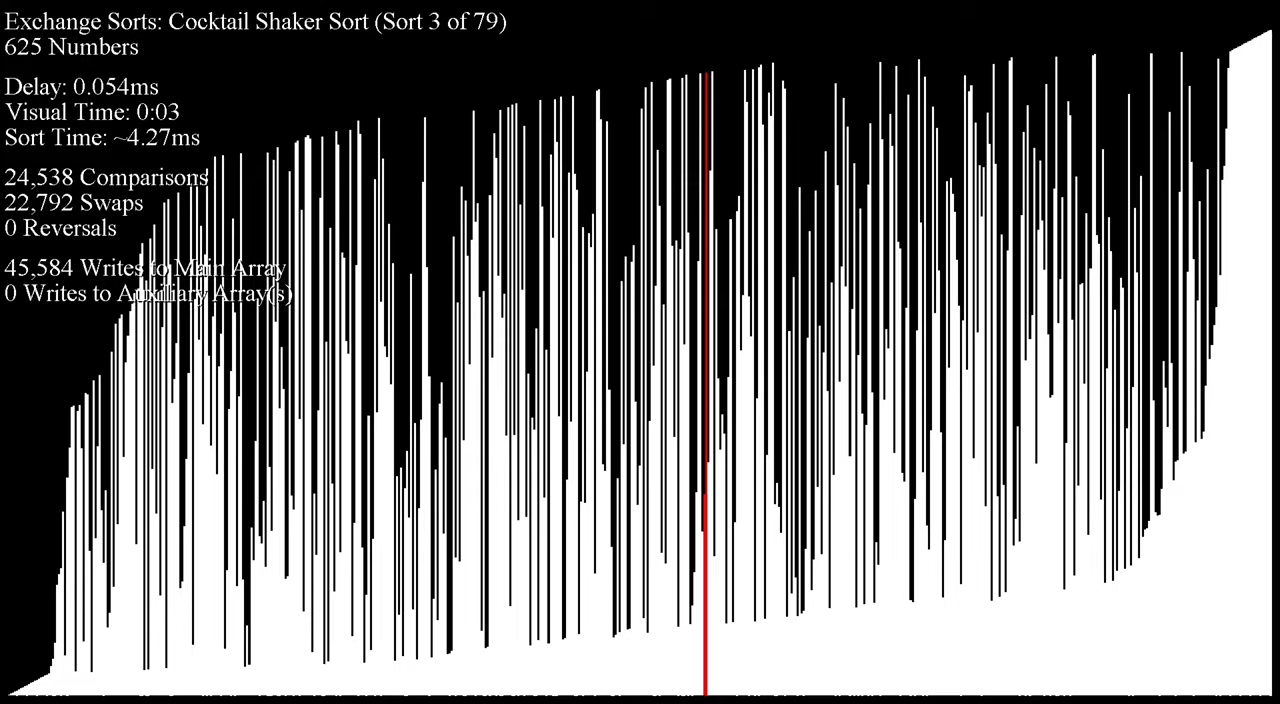 Exchange Sorts: Cocktail Shaker Sort (Sort 3 of 79)
625 Numbers
Delay: 0.054ms
Visual Time: 0:03
Sort Time: ~4.27ms
24,538 Comparisons
22,792 Swaps
0 Reversals
45,584 Writes to Main Array
0 Writes to Auxiliary Array(s)